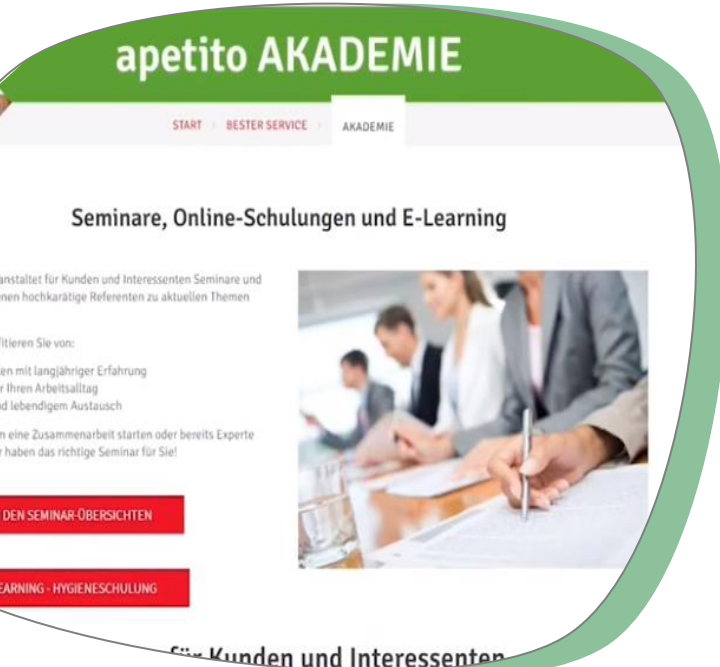 apetito AKADEMIE
START › BESTER SERVICE › AKADEMIE
Seminare, Online-Schulungen und E-Learning
anstaltet für Kunden und Interessenten Seminare und
nen hochkarätige Referenten zu aktuellen Themen
fitieren Sie von:
en mit langjähriger Erfahrung
r Ihren Arbeitsalltag
nd lebendigem Austausch
n eine Zusammenarbeit starten oder bereits Experte
r haben das richtige Seminar für Sie!
DEN SEMINAR-ÜBERSICHTEN
EARNING - HYGIENESCHULUNG
für Kunden und Interessenten